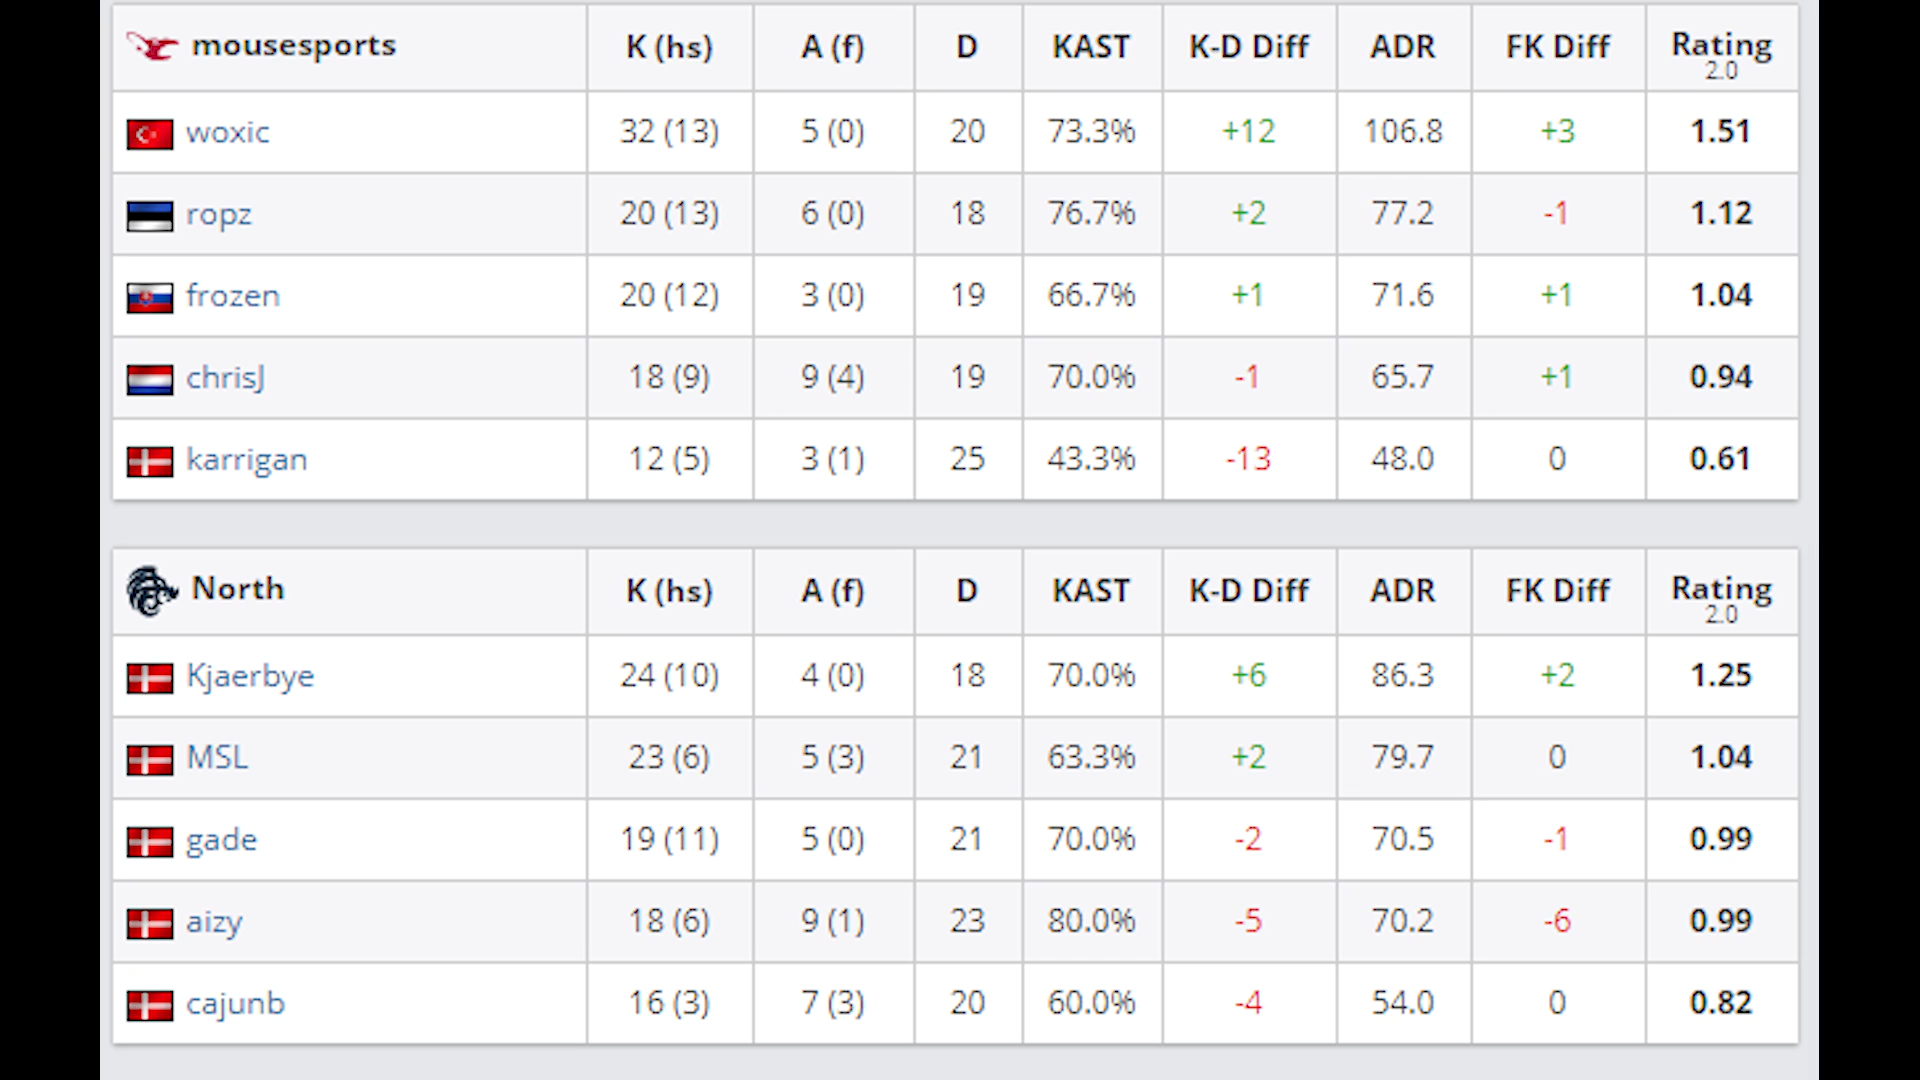 mousesports K (hs) A (f) D KAST K-D Diff ADR FK Diff Rating 2.0
woxic 32 (13) 5 (0) 20 73.3% +12 106.8 +3 1.51
ropz 20 (13) 6 (0) 18 76.7% +2 77.2 -1 1.12
frozen 20 (12) 3 (0) 19 66.7% +1 71.6 +1 1.04
chrisJ 18 (9) 9 (4) 19 70.0% -1 65.7 +1 0.94
karrigan 12 (5) 3 (1) 25 43.3% -13 48.0 0 0.61
North K (hs) A (f) D KAST K-D Diff ADR FK Diff Rating 2.0
Kjaerbye 24 (10) 4 (0) 18 70.0% +6 86.3 +2 1.25
MSL 23 (6) 5 (3) 21 63.3% +2 79.7 0 1.04
gade 19 (11) 5 (0) 21 70.0% -2 70.5 -1 0.99
aizy 18 (6) 9 (1) 23 80.0% -5 70.2 -6 0.99
cajunb 16 (3) 7 (3) 20 60.0% -4 54.0 0 0.82